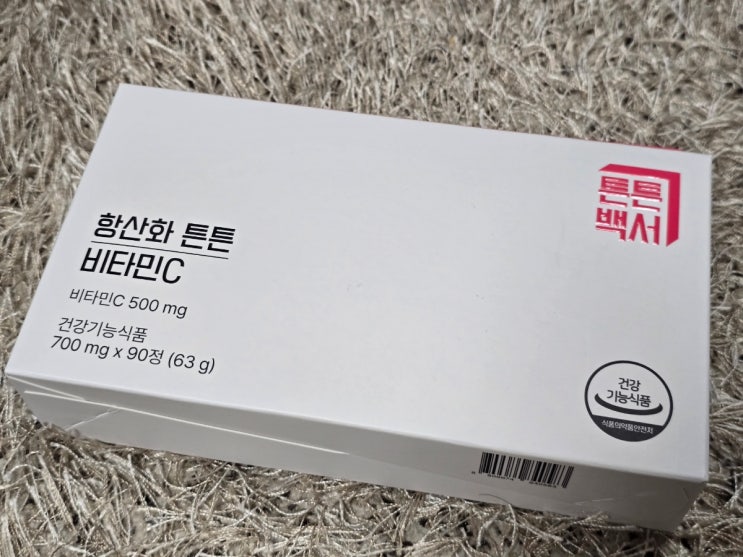 튼튼
백서
항산화 튼튼
비타민C
비타민C 500 mg
건강기능식품
700 mg x 90정 (63 g)
건강
기능식품
식품의약품안전처